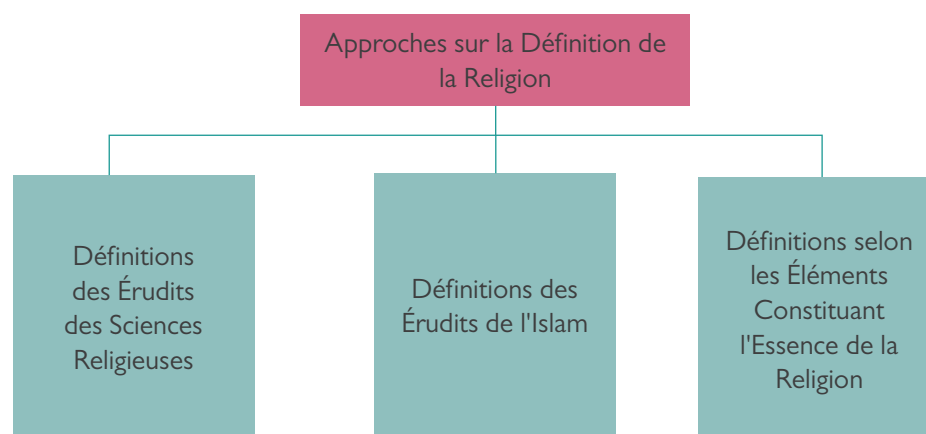 Approches sur la Définition de
la Religion
Définitions
des Érudits
des Sciences
Religieuses
Définitions des
Érudits de l'Islam
Définitions selon
les Éléments
Constituant
l'Essence de la
Religion